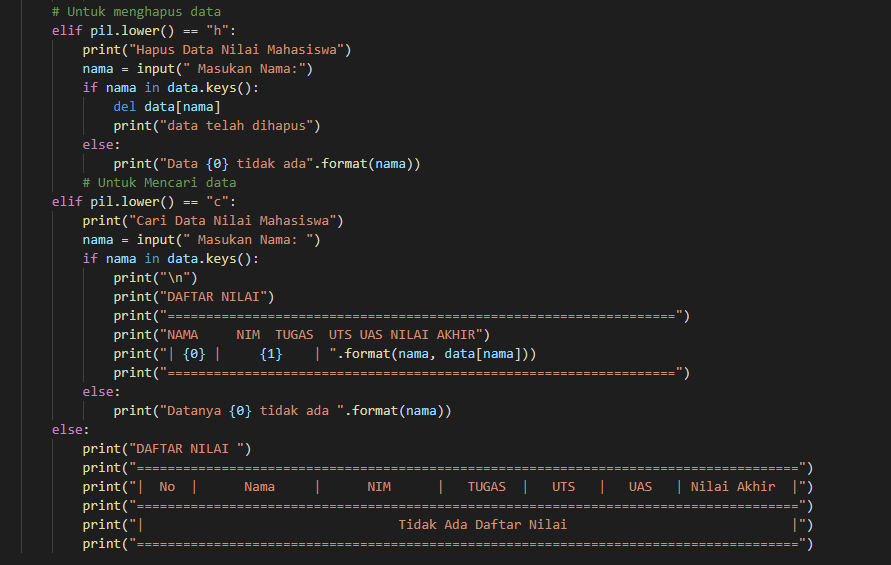 # Untuk menghapus data
elif pil.lower() == "h":
    print("Hapus Data Nilai Mahasiswa")
    nama = input(" Masukan Nama:")
    if nama in data.keys():
        del data[nama]
        print("data telah dihapus")
    else:
        print("Data {0} tidak ada".format(nama))
    # Untuk Mencari data
elif pil.lower() == "c":
    print("Cari Data Nilai Mahasiswa")
    nama = input(" Masukan Nama: ")
    if nama in data.keys():
        print("\n")
        print("DAFTAR NILAI")
        print("==================================================================")
        print("NAMA     NIM  TUGAS  UTS UAS NILAI AKHIR")
        print("| {0} |     {1}    | ".format(nama, data[nama]))
        print("==================================================================")
    else:
        print("Datanya {0} tidak ada ".format(nama))
else:
    print("DAFTAR NILAI ")
    print("======================================================================================")
    print("|  No  |      Nama     |      NIM      |   TUGAS  |   UTS   |   UAS   | Nilai Akhir  |")
    print("======================================================================================")
    print("|                                 Tidak Ada Daftar Nilai                             |")
    print("======================================================================================")